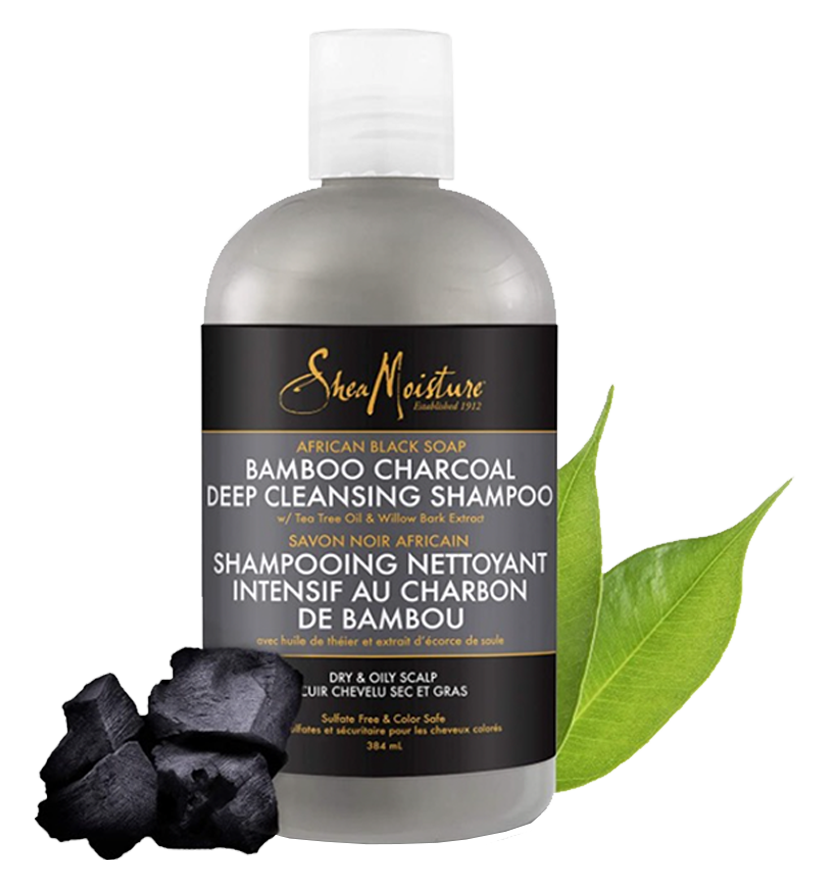 SheaMoisture
Established 1912
AFRICAN BLACK SOAP
BAMBOO CHARCOAL
DEEP CLEANSING SHAMPOO
w/ Tea Tree Oil & Willow Bark Extract
SAVON NOIR AFRICAIN
SHAMPOOING NETTOYANT
INTENSIF AU CHARBON
DE BAMBOU
avec huile de théier et extrait d'écorce de saule
DRY & OILY SCALP
CUIR CHEVELU SEC ET GRAS
Sulfate Free & Color Safe
ulfates et sécuritaire pour les cheveux colorés
384 mL